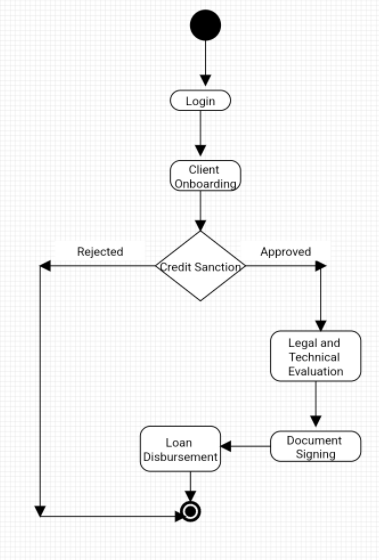 Login
Client
Onboarding
Credit Sanction
Rejected
Approved
Legal and
Technical
Evaluation
Document
Signing
Loan
Disbursement